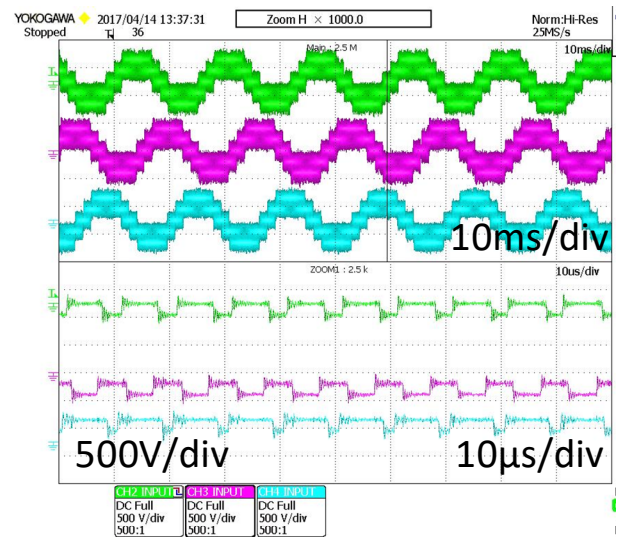 YOKOGAWA 2017/04/14 13:37:31 Zoom H × 1000.0 Norm:Hi-Res
Stopped 36 25MS/s
Main : 2.5 M 10ms/div
10ms/div
ZOOM1 : 2.5 k 10us/div
500V/div 10μs/div
CH2 INPUT CH3 INPUT CH4 INPUT
DC Full DC Full DC Full
500 V/div 500 V/div 500 V/div
500:1 500:1 500:1